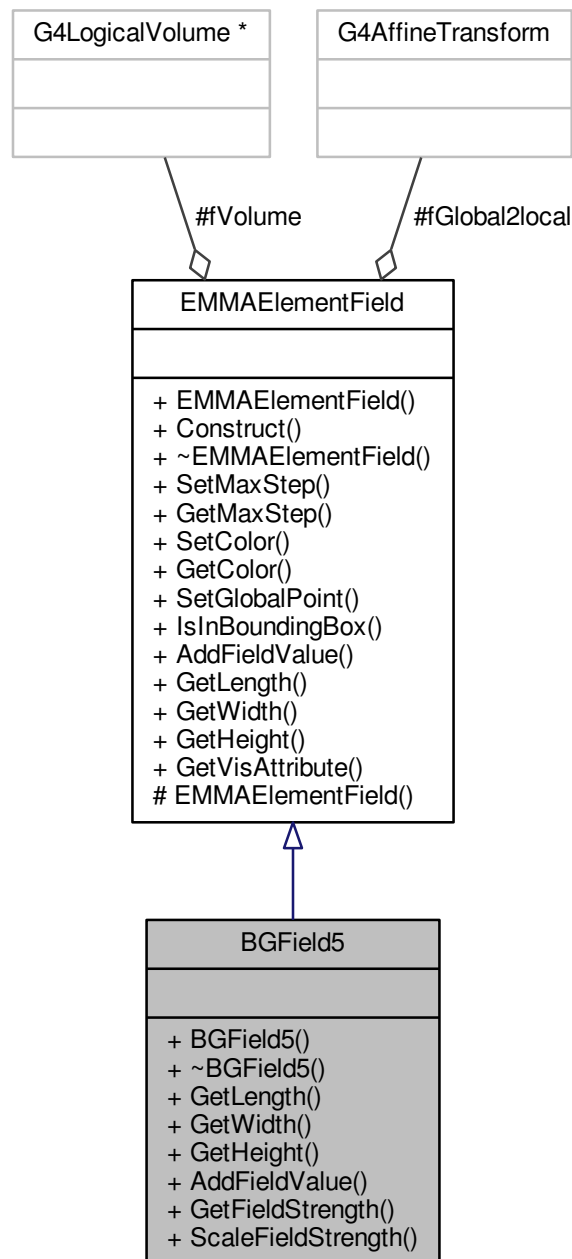 G4LogicalVolume *
G4AffineTransform
#fVolume
#fGlobal2local
EMMAElementField
+ EMMAElementField()
+ Construct()
+ ~EMMAElementField()
+ SetMaxStep()
+ GetMaxStep()
+ SetColor()
+ GetColor()
+ SetGlobalPoint()
+ IsInBoundingBox()
+ AddFieldValue()
+ GetLength()
+ GetWidth()
+ GetHeight()
+ GetVisAttribute()
# EMMAElementField()
BGField5
+ BGField5()
+ ~BGField5()
+ GetLength()
+ GetWidth()
+ GetHeight()
+ AddFieldValue()
+ GetFieldStrength()
+ ScaleFieldStrength()